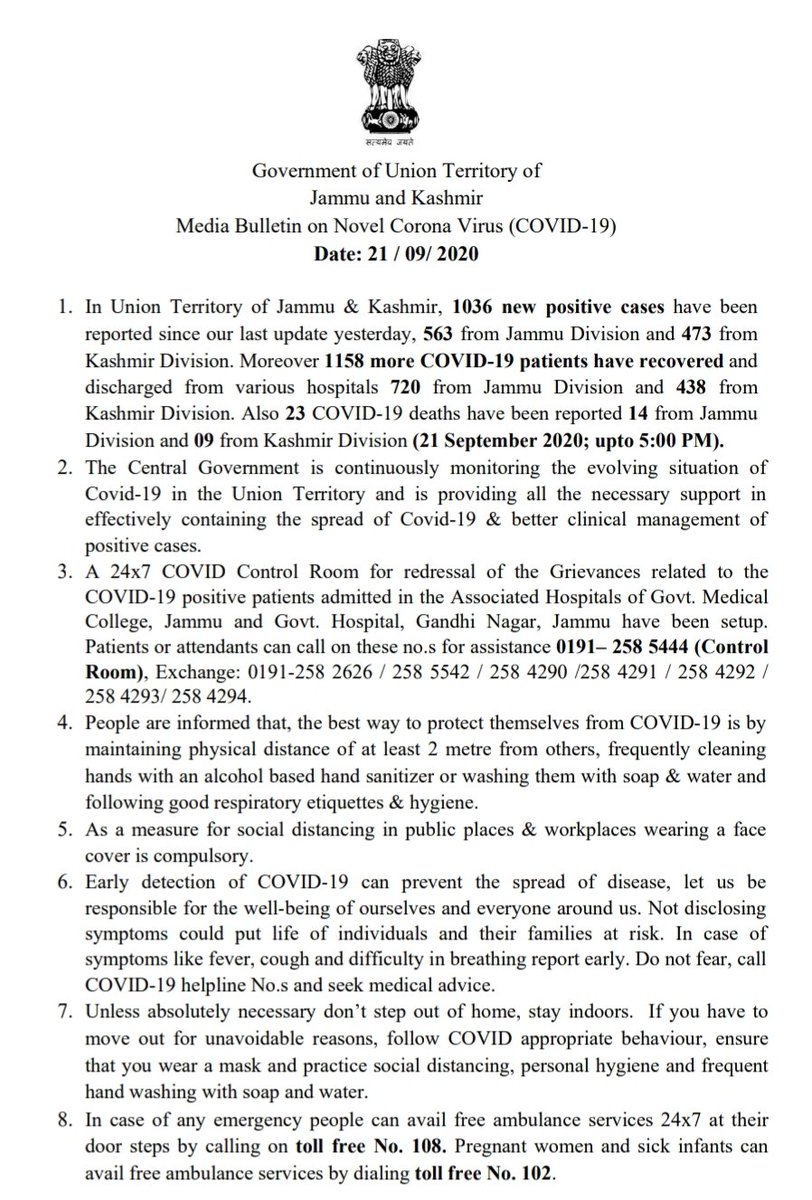 सत्यमेव जयते
Government of Union Territory of
Jammu and Kashmir
Media Bulletin on Novel Corona Virus (COVID-19)
Date: 21 / 09/ 2020
1. In Union Territory of Jammu & Kashmir, 1036 new positive cases have been
reported since our last update yesterday, 563 from Jammu Division and 473 from
Kashmir Division. Moreover 1158 more COVID-19 patients have recovered and
discharged from various hospitals 720 from Jammu Division and 438 from
Kashmir Division. Also 23 COVID-19 deaths have been reported 14 from Jammu
Division and 09 from Kashmir Division (21 September 2020; upto 5:00 PM).
2. The Central Government is continuously monitoring the evolving situation of
Covid-19 in the Union Territory and is providing all the necessary support in
effectively containing the spread of Covid-19 & better clinical management of
positive cases.
3. A 24x7 COVID Control Room for redressal of the Grievances related to the
COVID-19 positive patients admitted in the Associated Hospitals of Govt. Medical
College, Jammu and Govt. Hospital, Gandhi Nagar, Jammu have been setup.
Patients or attendants can call on these no.s for assistance 0191– 258 5444 (Control
Room), Exchange: 0191-258 2626 / 258 5542 / 258 4290 /258 4291 / 258 4292 /
258 4293/ 258 4294.
4. People are informed that, the best way to protect themselves from COVID-19 is by
maintaining physical distance of at least 2 metre from others, frequently cleaning
hands with an alcohol based hand sanitizer or washing them with soap & water and
following good respiratory etiquettes & hygiene.
5. As a measure for social distancing in public places & workplaces wearing a face
cover is compulsory.
6. Early detection of COVID-19 can prevent the spread of disease, let us be
responsible for the well-being of ourselves and everyone around us. Not disclosing
symptoms could put life of individuals and their families at risk. In case of
symptoms like fever, cough and difficulty in breathing report early. Do not fear, call
COVID-19 helpline No.s and seek medical advice.
7. Unless absolutely necessary don’t step out of home, stay indoors. If you have to
move out for unavoidable reasons, follow COVID appropriate behaviour, ensure
that you wear a mask and practice social distancing, personal hygiene and frequent
hand washing with soap and water.
8. In case of any emergency people can avail free ambulance services 24x7 at their
door steps by calling on toll free No. 108. Pregnant women and sick infants can
avail free ambulance services by dialing toll free No. 102.